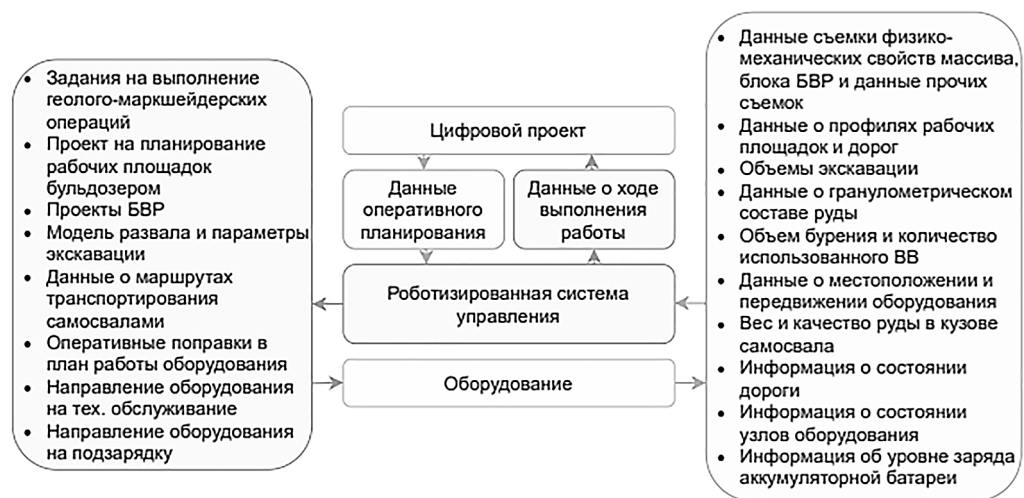 • Задания на выполнение
геолого-маркшейдерских
операций
• Проект на планирование
рабочих площадок
бульдозером
• Проекты БВР
• Модель развала и параметры
экскавации
• Данные о маршрутах
транспортирования
самосвалами
• Оперативные поправки в
план работы оборудования
• Направление оборудования
на тех. обслуживание
• Направление оборудования
на подзарядку
Цифровой проект
Данные
оперативного
планирования
Данные о ходе
выполнения
работы
Роботизированная система
управления
Оборудование
• Данные съемки физико-
механических свойств массива,
блока БВР и данные прочих
съемок
• Данные о профилях рабочих
площадок и дорог
• Объемы экскавации
• Данные о гранулометрическом
составе руды
• Объем бурения и количество
использованного ВВ
• Данные о местоположении и
передвижении оборудования
• Вес и качество руды в кузове
самосвала
• Информация о состоянии
дороги
• Информация о состоянии
узлов оборудования
• Информация об уровне заряда
аккумуляторной батареи